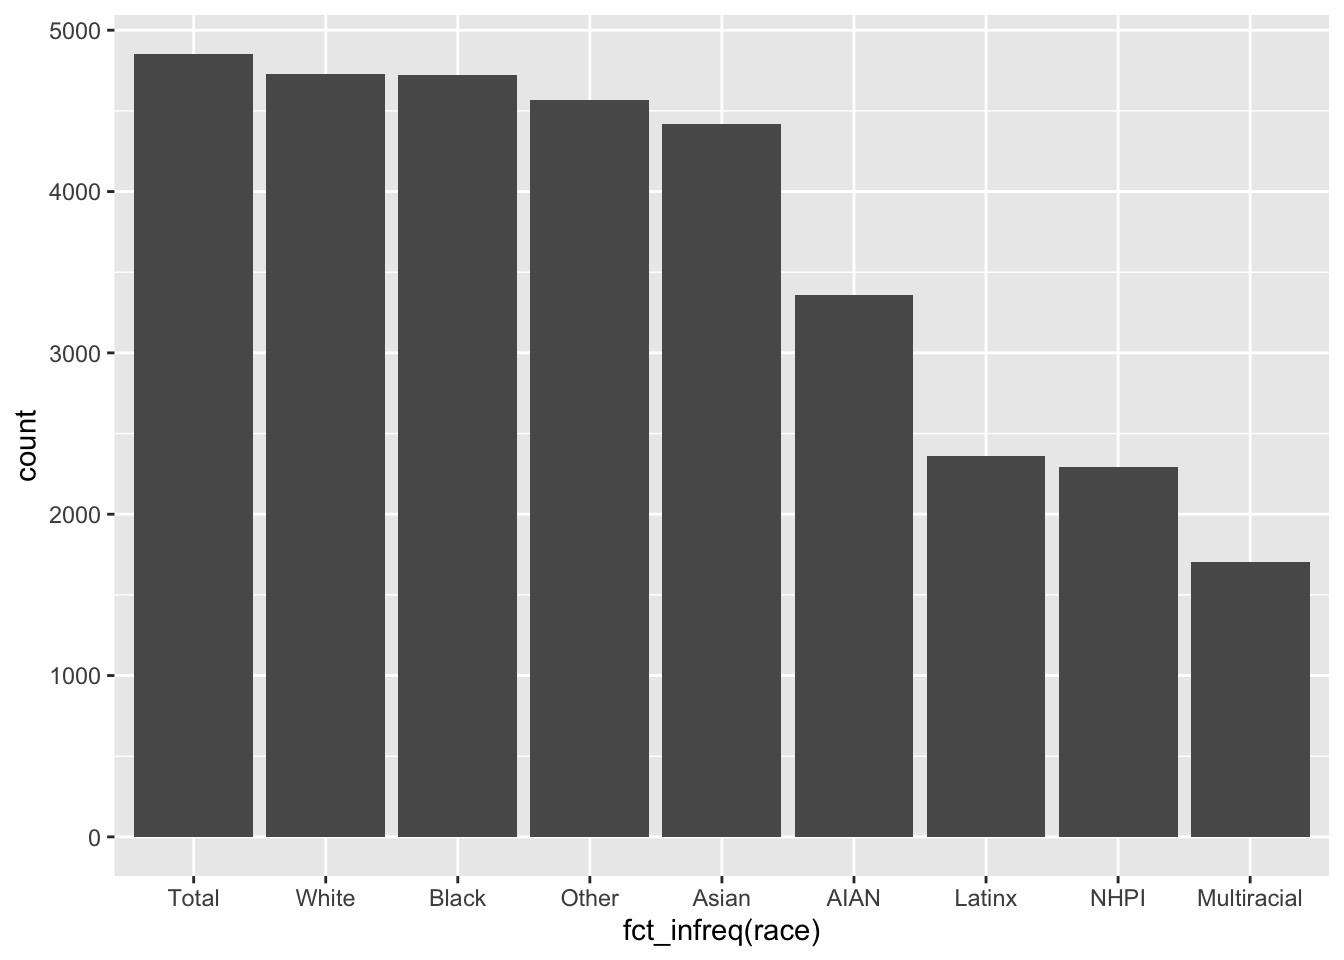 5000
4000
3000
2000
1000
0
count
Total White Black Other Asian AIAN Latinx NHPI Multiracial
fct_infreq(race)